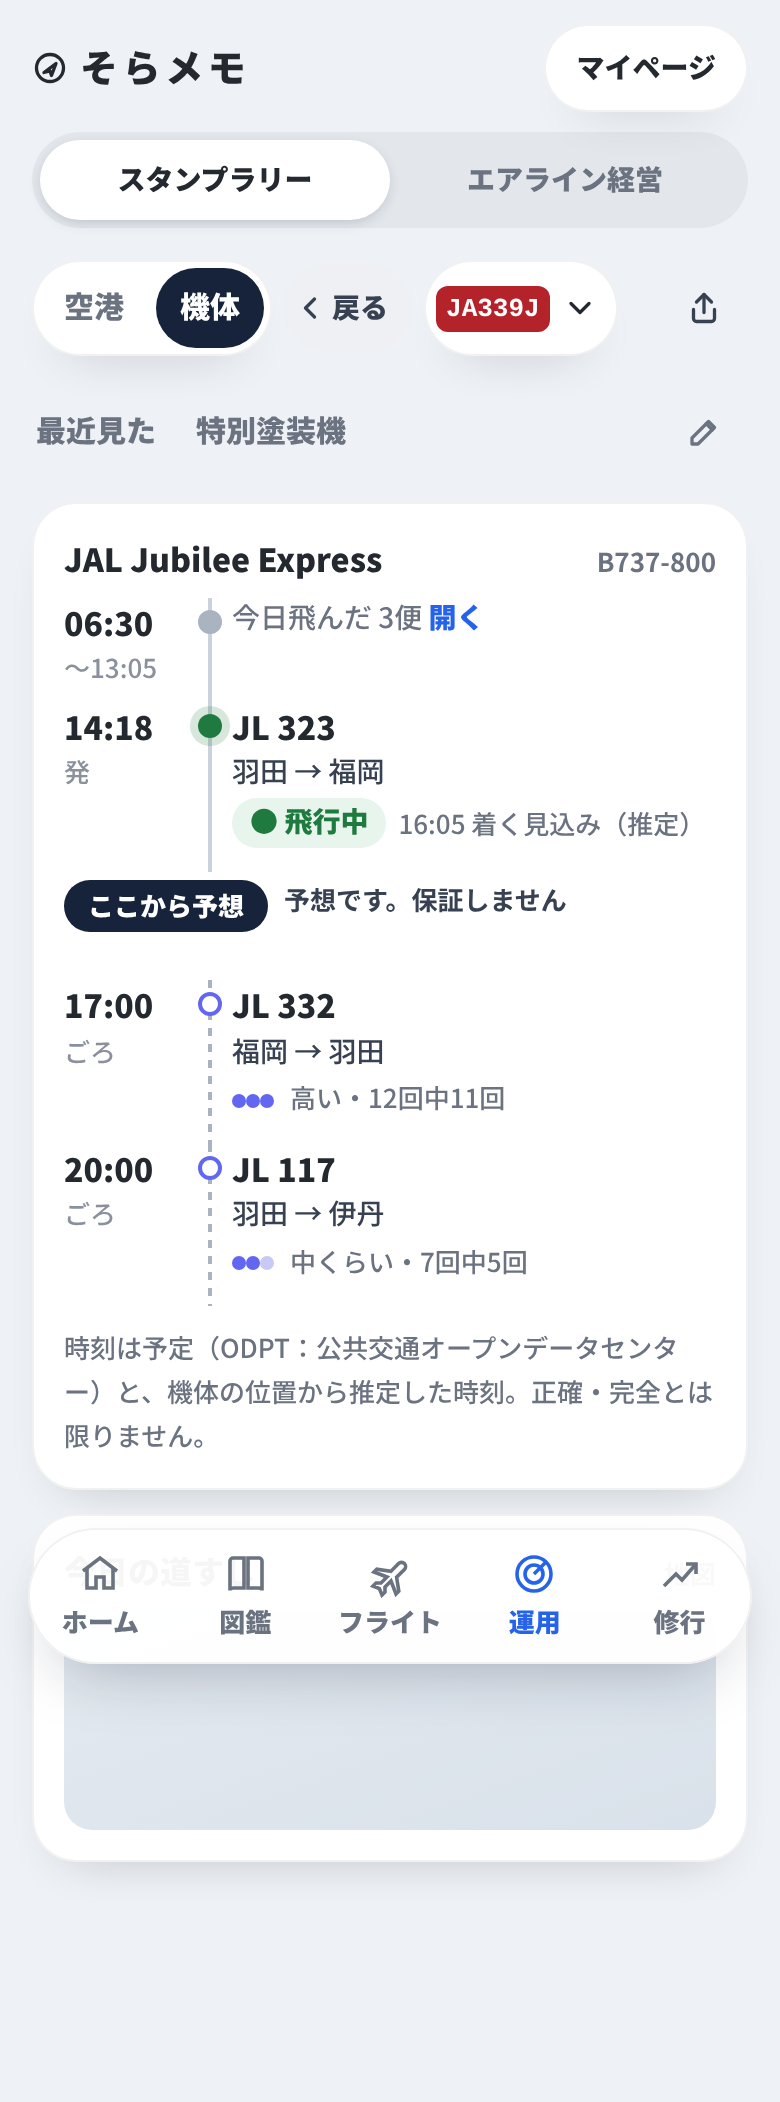 そらメモ
マイページ
スタンプラリー
エアライン経営
空港
機体
戻る
JA339J
最近見た
特別塗装機
JAL Jubilee Express
B737-800
06:30
今日飛んだ 3便 開く
〜13:05
14:18
JL 323
発
羽田 → 福岡
飛行中
16:05 着く見込み（推定）
ここから予想
予想です。保証しません
17:00
JL 332
ごろ
福岡 → 羽田
高い・12回中11回
20:00
JL 117
ごろ
羽田 → 伊丹
中くらい・7回中5回
時刻は予定（ODPT：公共交通オープンデータセンタ
ー）と、機体の位置から推定した時刻。正確・完全とは
限りません。
ホーム
図鑑
フライト
運用
修行